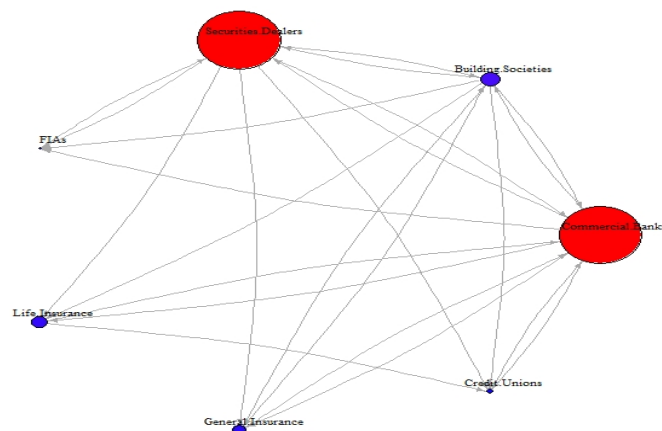 Securities.Dealers
Building.Societies
FIAs
Commercial.Bank
Life.Insurance
Credit.Unions
General.Insurance